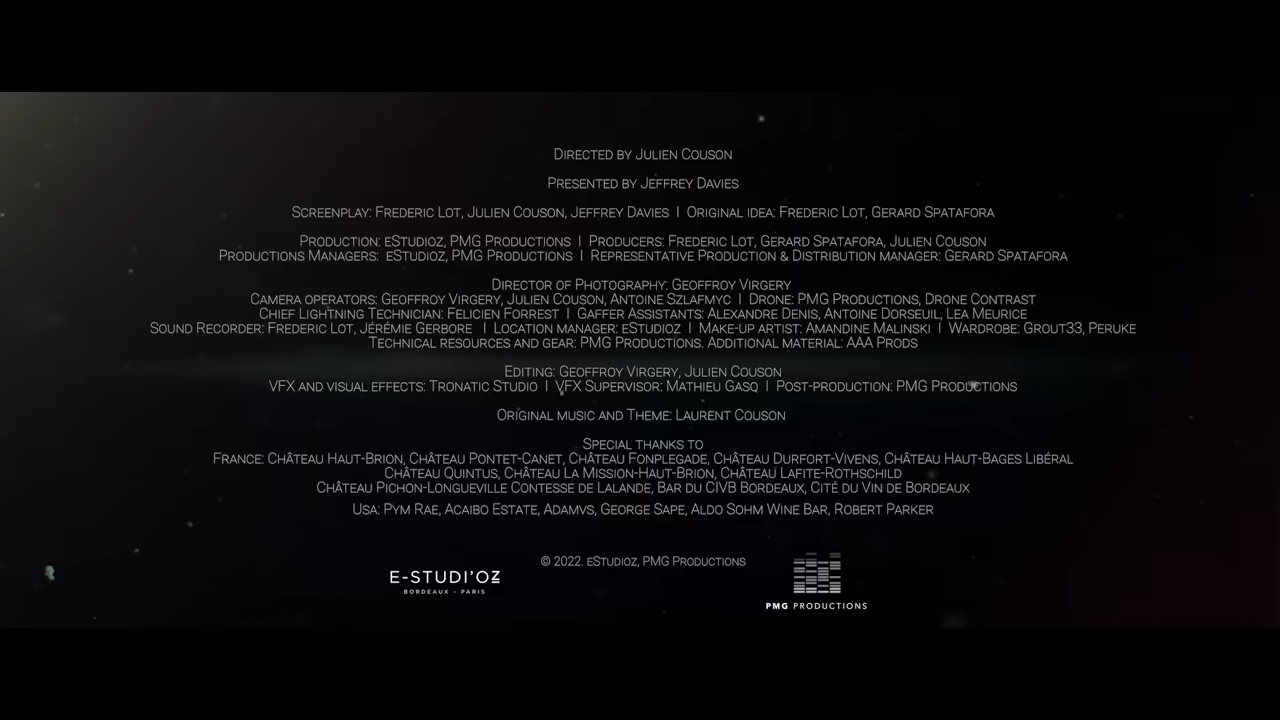 Directed by Julien Couson
Presented by Jeffrey Davies
Screenplay: Frederic Lot, Julien Couson, Jeffrey Davies | Original idea: Frederic Lot, Gerard Spatafora
Production: eStudioz, PMG Productions | Producers: Frederic Lot, Gerard Spatafora, Julien Couson
Productions Managers: eStudioz, PMG Productions | Representative Production & Distribution manager: Gerard Spatafora
Director of Photography: Geoffroy Virgery
Camera operators: Geoffroy Virgery, Julien Couson, Antoine Szlafmyc | Drone: PMG Productions, Drone Contrast
Chief Lightning Technician: Felicien Forrest | Gaffer Assistants: Alexandre Denis, Antoine Dorseuil, Lea Meurice
Sound Recorder: Frederic Lot, Jérémie Gerbore | Location manager: eStudioz | Make-up artist: Amandine Malinski | Wardrobe: Grout33, Peruke
Technical resources and gear: PMG Productions. Additional material: AAA Prods
Editing: Geoffroy Virgery, Julien Couson
VFX and visual effects: Tronatic Studio | VFX Supervisor: Mathieu Gasq | Post-production: PMG Productions
Original music and Theme: Laurent Couson
Special thanks to
France: Château Haut-Brion, Château Pontet-Canet, Château Fonplegade, Château Durfort-Vivens, Château Haut-Bages Libéral
Château Quintus, Château La Mission-Haut-Brion, Château Lafite-Rothschild
Château Pichon-Longueville Contesse de Lalande, Bar du CIVB Bordeaux, Cité du Vin de Bordeaux
Usa: Pym Rae, Acaibo Estate, Adamvs, George Sape, Aldo Sohm Wine Bar, Robert Parker
© 2022. eStudioz, PMG Productions
E-STUDI'OZ
BORDEAUX - PARIS
PMG PRODUCTIONS